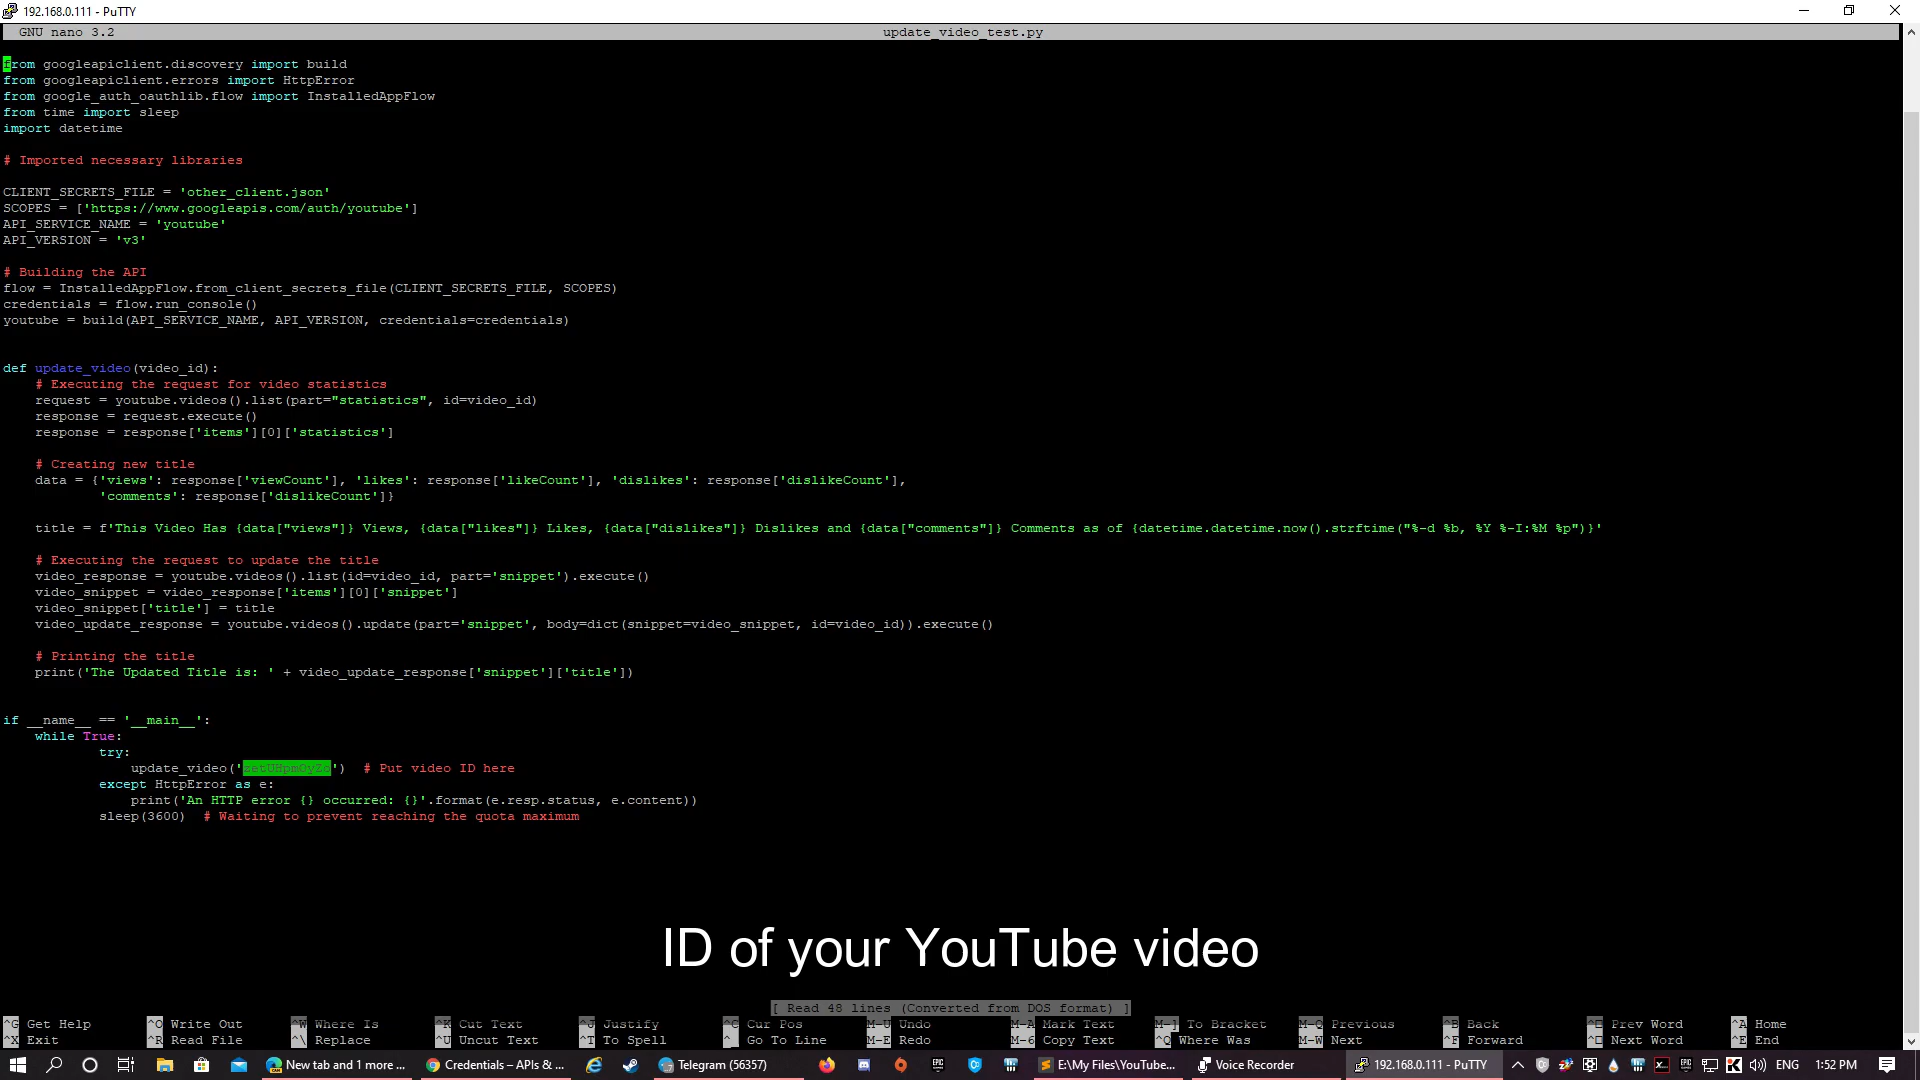 192.168.0.111 - PuTTY
GNU nano 3.2 update_video_test.py
from googleapiclient.discovery import build
from googleapiclient.errors import HttpError
from google_auth_oauthlib.flow import InstalledAppFlow
from time import sleep
import datetime
# Imported necessary libraries
CLIENT_SECRETS_FILE = 'other_client.json'
SCOPES = ['https://www.googleapis.com/auth/youtube']
API_SERVICE_NAME = 'youtube'
API_VERSION = 'v3'
# Building the API
flow = InstalledAppFlow.from_client_secrets_file(CLIENT_SECRETS_FILE, SCOPES)
credentials = flow.run_console()
youtube = build(API_SERVICE_NAME, API_VERSION, credentials=credentials)
def update_video(video_id):
# Executing the request for video statistics
request = youtube.videos().list(part="statistics", id=video_id)
response = request.execute()
response = response['items'][0]['statistics']
# Creating new title
data = {'views': response['viewCount'], 'likes': response['likeCount'], 'dislikes': response['dislikeCount'],
'comments': response['dislikeCount']}
title = f'This Video Has {data["views"]} Views, {data["likes"]} Likes, {data["dislikes"]} Dislikes and {data["comments"]} Comments as of {datetime.datetime.now().strftime("%-d %b, %Y %-I:%M %p")}'
# Executing the request to update the title
video_response = youtube.videos().list(id=video_id, part='snippet').execute()
video_snippet = video_response['items'][0]['snippet']
video_snippet['title'] = title
video_update_response = youtube.videos().update(part='snippet', body=dict(snippet=video_snippet, id=video_id)).execute()
# Printing the title
print('The Updated Title is: ' + video_update_response['snippet']['title'])
if __name__ == '__main__':
while True:
try:
update_video('') # Put video ID here
except HttpError as e:
print('An HTTP error {} occurred: {}'.format(e.resp.status, e.content))
sleep(3600) # Waiting to prevent reaching the quota maximum
ID of your YouTube video
[ Read 48 lines (Converted from DOS format) ]
^G Get Help ^O Write Out ^W Where Is ^K Cut Text ^J Justify ^C Cur Pos M-U Undo M-A Mark Text M-] To Bracket M-Q Previous ^B Back Prev Word ^A Home
^X Exit ^R Read File ^\ Replace ^U Uncut Text ^T To Spell ^_ Go To Line M-E Redo M-6 Copy Text ^Q Where Was M-W Next ^F Forward Next Word ^E End
New tab and 1 more ... Credentials – APIs & ... Telegram (56357) E:\My Files\YouTube... Voice Recorder 192.168.0.111 - PuTTY ENG 1:52 PM